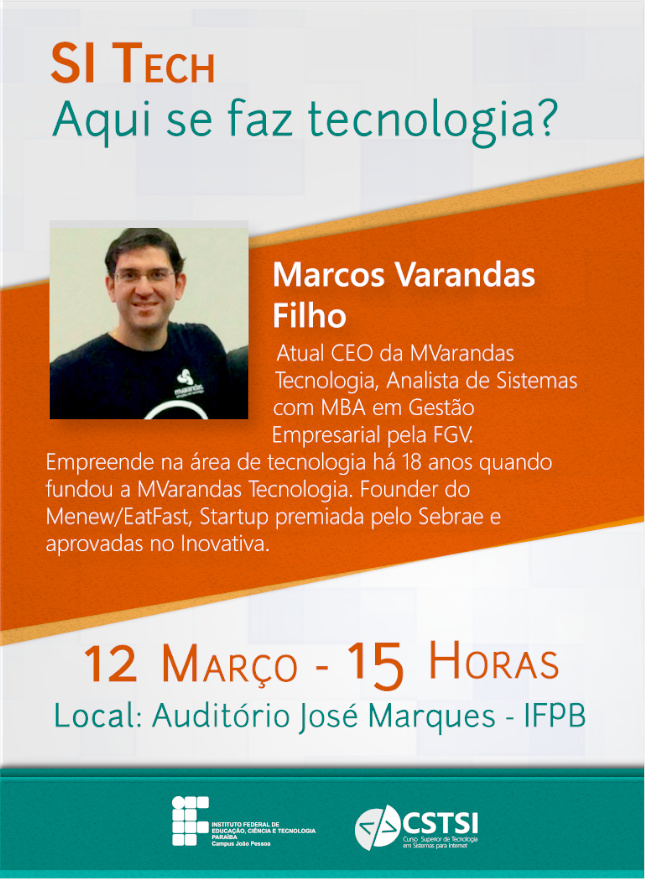 SI TECH
Aqui se faz tecnologia?
mvarandas
Marcos Varandas
Filho
Atual CEO da MVarandas
Tecnologia, Analista de Sistemas
com MBA em Gestão
Empresarial pela FGV.
Empreende na área de tecnologia há 18 anos quando
fundou a MVarandas Tecnologia. Founder do
Menew/EatFast, Startup premiada pelo Sebrae e
aprovadas no Inovativa.
12 MARÇO - 15 HORAS
Local: Auditório José Marques - IFPB
INSTITUTO FEDERAL DE
EDUCAÇÃO, CIÊNCIA E TECNOLOGIA
PARAÍBA
Campus João Pessoa
</> CSTSI
Curso Superior de Tecnologia
em Sistemas para Internet